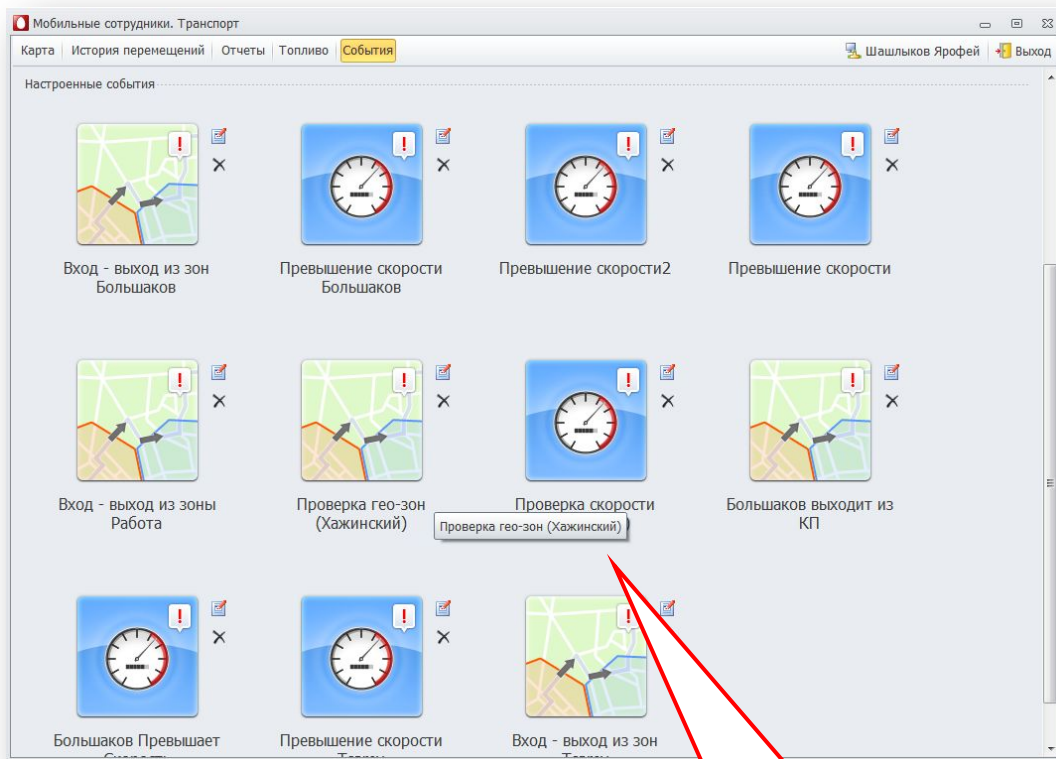 Мобильные сотрудники. Транспорт
Карта История перемещений Отчеты Топливо События Шашлыков Ярофей Выход
Настроенные события
Вход - выход из зон Большаков
Превышение скорости Большаков
Превышение скорости2
Превышение скорости
Вход - выход из зоны Работа
Проверка гео-зон (Хажинский)
Проверка скорости
Большаков выходит из КП
Проверка гео-зон (Хажинский)
Большаков Превышает
Превышение скорости
Вход - выход из зон